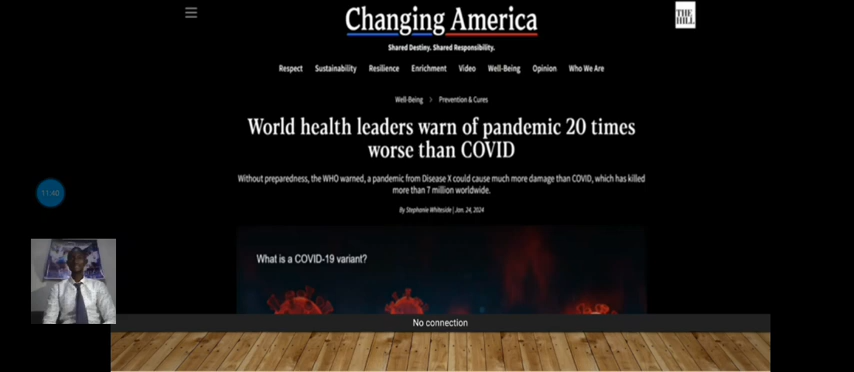 Changing America
THE
HILL
Shared Destiny. Shared Responsibility.
Respect Sustainability Resilience Enrichment Video Well-Being Opinion Who We Are
Well-Being > Prevention & Cures
World health leaders warn of pandemic 20 times
worse than COVID
Without preparedness, the WHO warned, a pandemic from Disease X could cause much more damage than COVID, which has killed
more than 7 million worldwide.
11:40
By Stephanie Whiteside | Jan. 24, 2024
What is a COVID-19 variant?
No connection